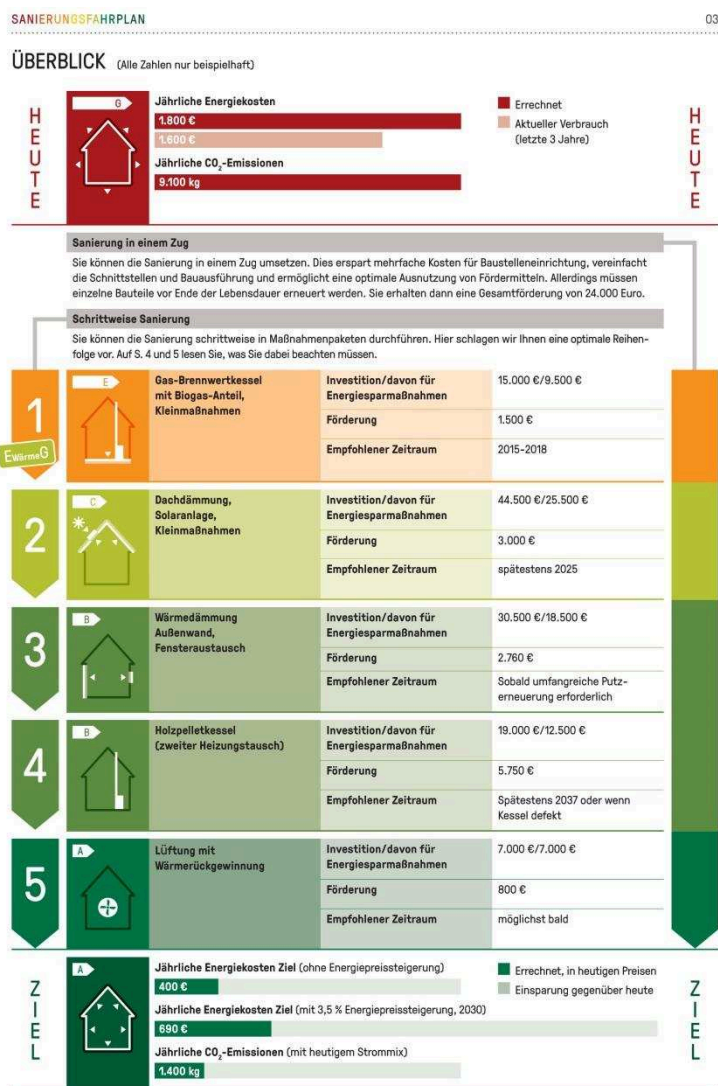 SANIERUNGSFAHRPLAN
03
ÜBERBLICK (Alle Zahlen nur beispielhaft)
HEUTE
G
Jährliche Energiekosten
1.800 €
1.600 €
Jährliche CO₂-Emissionen
9.100 kg
Errechnet
Aktueller Verbrauch
(letzte 3 Jahre)
HEUTE
Sanierung in einem Zug
Sie können die Sanierung in einem Zug umsetzen. Dies erspart mehrfache Kosten für Baustelleneinrichtung, vereinfacht
die Schnittstellen und Bauausführung und ermöglicht eine optimale Ausnutzung von Fördermitteln. Allerdings müssen
einzelne Bauteile vor Ende der Lebensdauer erneuert werden. Sie erhalten dann eine Gesamtförderung von 24.000 Euro.
Schrittweise Sanierung
Sie können die Sanierung schrittweise in Maßnahmenpaketen durchführen. Hier schlagen wir Ihnen eine optimale Reihen-
folge vor. Auf S. 4 und 5 lesen Sie, was Sie dabei beachten müssen.
1
EWärmeG
E
Gas-Brennwertkessel
mit Biogas-Anteil,
Kleinmaßnahmen
Investition/davon für
Energiesparmaßnahmen
15.000 €/9.500 €
Förderung
1.500 €
Empfohlener Zeitraum
2015-2018
2
C
Dachdämmung,
Solaranlage,
Kleinmaßnahmen
Investition/davon für
Energiesparmaßnahmen
44.500 €/25.500 €
Förderung
3.000 €
Empfohlener Zeitraum
spätestens 2025
3
B
Wärmedämmung
Außenwand,
Fensteraustausch
Investition/davon für
Energiesparmaßnahmen
30.500 €/18.500 €
Förderung
2.760 €
Empfohlener Zeitraum
Sobald umfangreiche Putz-
erneuerung erforderlich
4
B
Holzpelletkessel
(zweiter Heizungstausch)
Investition/davon für
Energiesparmaßnahmen
19.000 €/12.500 €
Förderung
5.750 €
Empfohlener Zeitraum
Spätestens 2037 oder wenn
Kessel defekt
5
A
Lüftung mit
Wärmerückgewinnung
Investition/davon für
Energiesparmaßnahmen
7.000 €/7.000 €
Förderung
800 €
Empfohlener Zeitraum
möglichst bald
ZIEL
A
Jährliche Energiekosten Ziel (ohne Energiepreissteigerung)
400 €
Jährliche Energiekosten Ziel (mit 3,5 % Energiepreissteigerung, 2030)
690 €
Jährliche CO₂-Emissionen (mit heutigem Strommix)
1.400 kg
Errechnet, in heutigen Preisen
Einsparung gegenüber heute
ZIEL